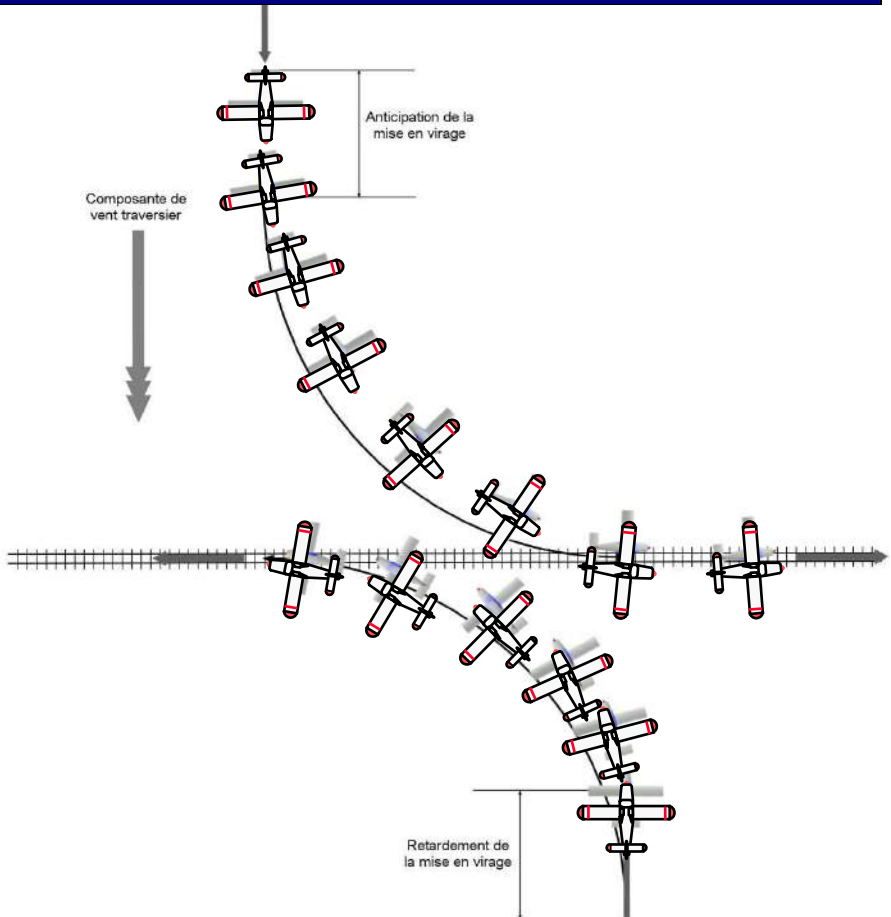 Anticipation de la
mise en virage
Composante de
vent traversier
Retardement de
la mise en virage